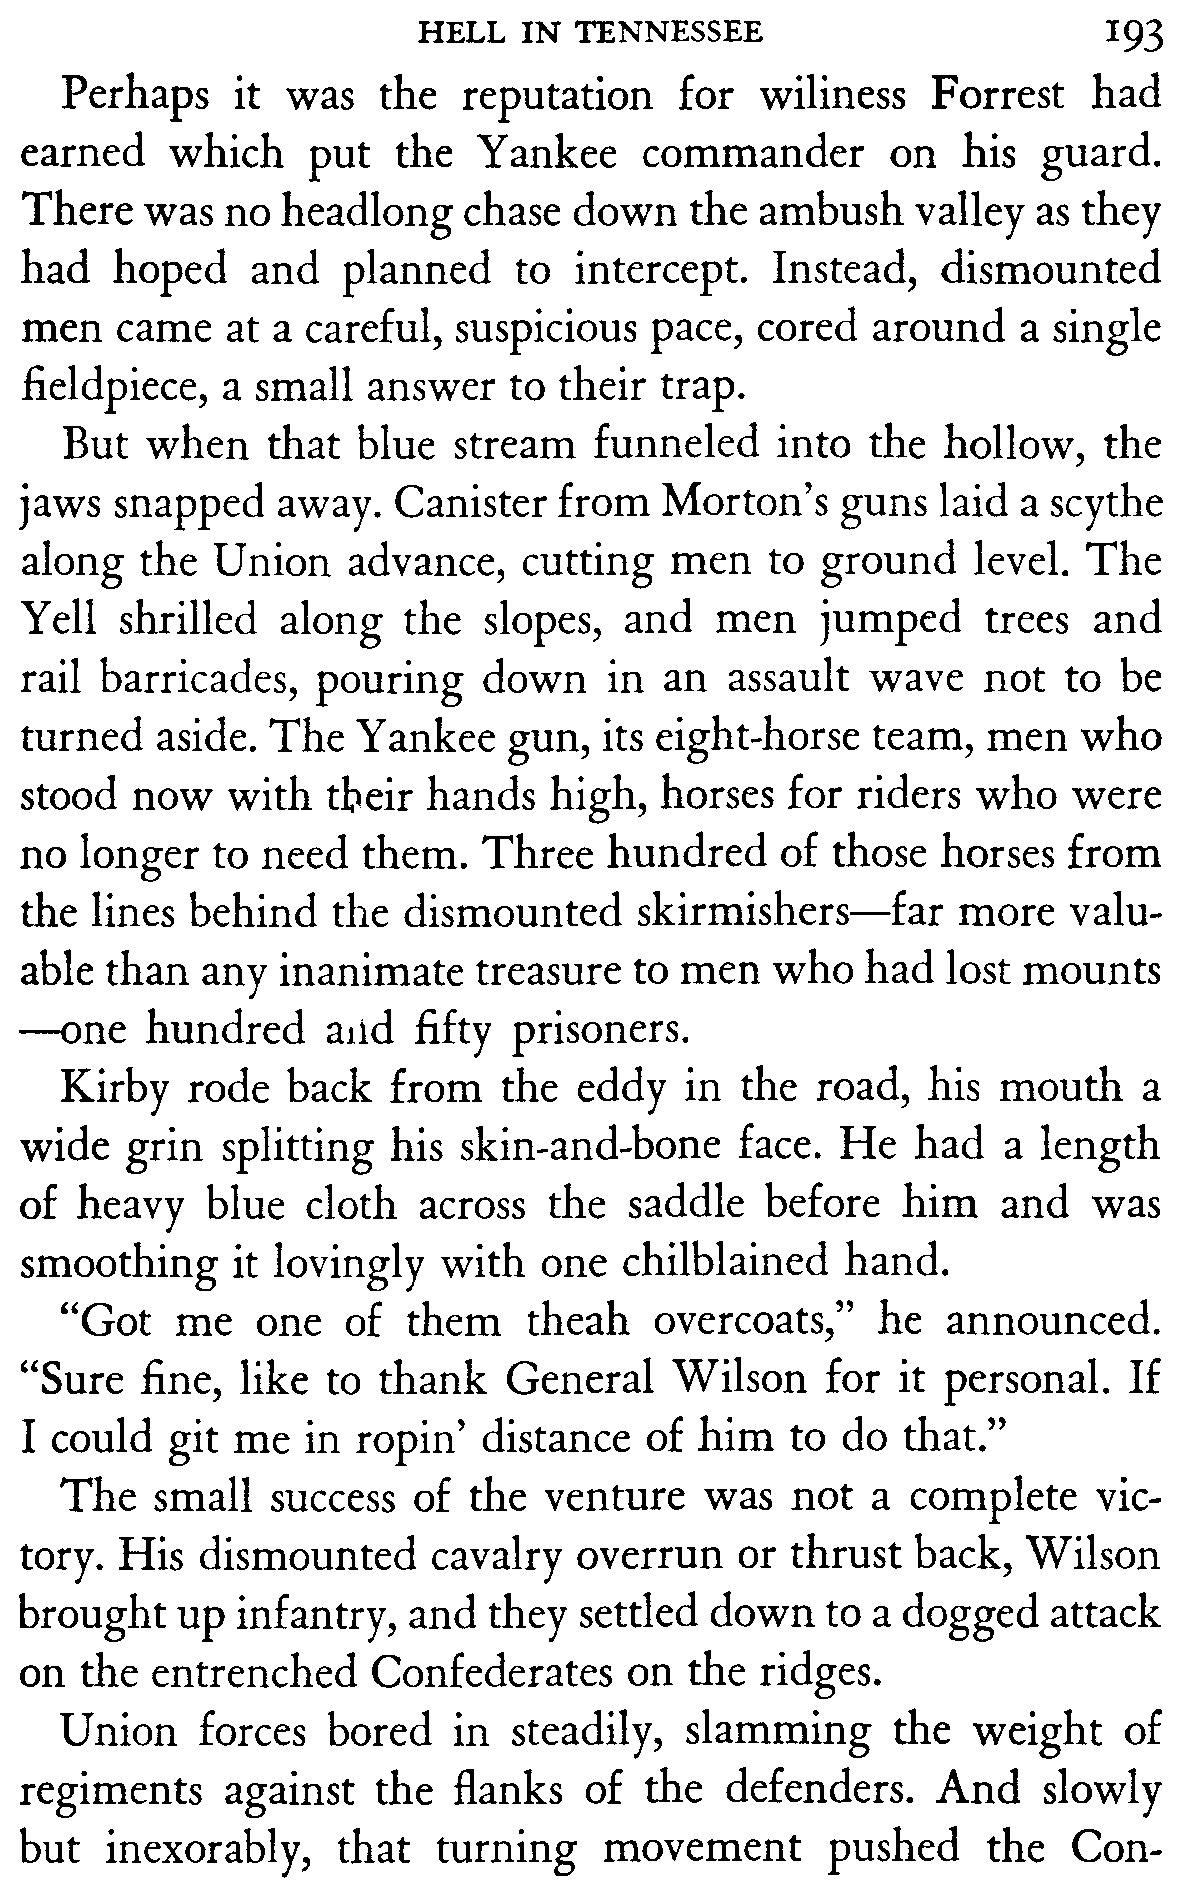 HELL IN TENNESSEE 193
Perhaps it was the reputation for wiliness Forrest had
earned which put the Yankee commander on his guard.
There was no headlong chase down the ambush valley as they
had hoped and planned to intercept. Instead, dismounted
men came at a careful, suspicious pace, cored around a single
fieldpiece, a small answer to their trap.
But when that blue stream funneled into the hollow, the
jaws snapped away. Canister from Morton's guns laid a scythe
along the Union advance, cutting men to ground level. The
Yell shrilled along the slopes, and men jumped trees and
rail barricades, pouring down in an assault wave not to be
turned aside. The Yankee gun, its eight-horse team, men who
stood now with their hands high, horses for riders who were
no longer to need them. Three hundred of those horses from
the lines behind the dismounted skirmishers—far more valu-
able than any inanimate treasure to men who had lost mounts
—one hundred and fifty prisoners.
Kirby rode back from the eddy in the road, his mouth a
wide grin splitting his skin-and-bone face. He had a length
of heavy blue cloth across the saddle before him and was
smoothing it lovingly with one chilblained hand.
“Got me one of them theah overcoats,” he announced.
“Sure fine, like to thank General Wilson for it personal. If
I could git me in ropin’ distance of him to do that.”
The small success of the venture was not a complete vic-
tory. His dismounted cavalry overrun or thrust back, Wilson
brought up infantry, and they settled down to a dogged attack
on the entrenched Confederates on the ridges.
Union forces bored in steadily, slamming the weight of
regiments against the flanks of the defenders. And slowly
but inexorably, that turning movement pushed the Con-